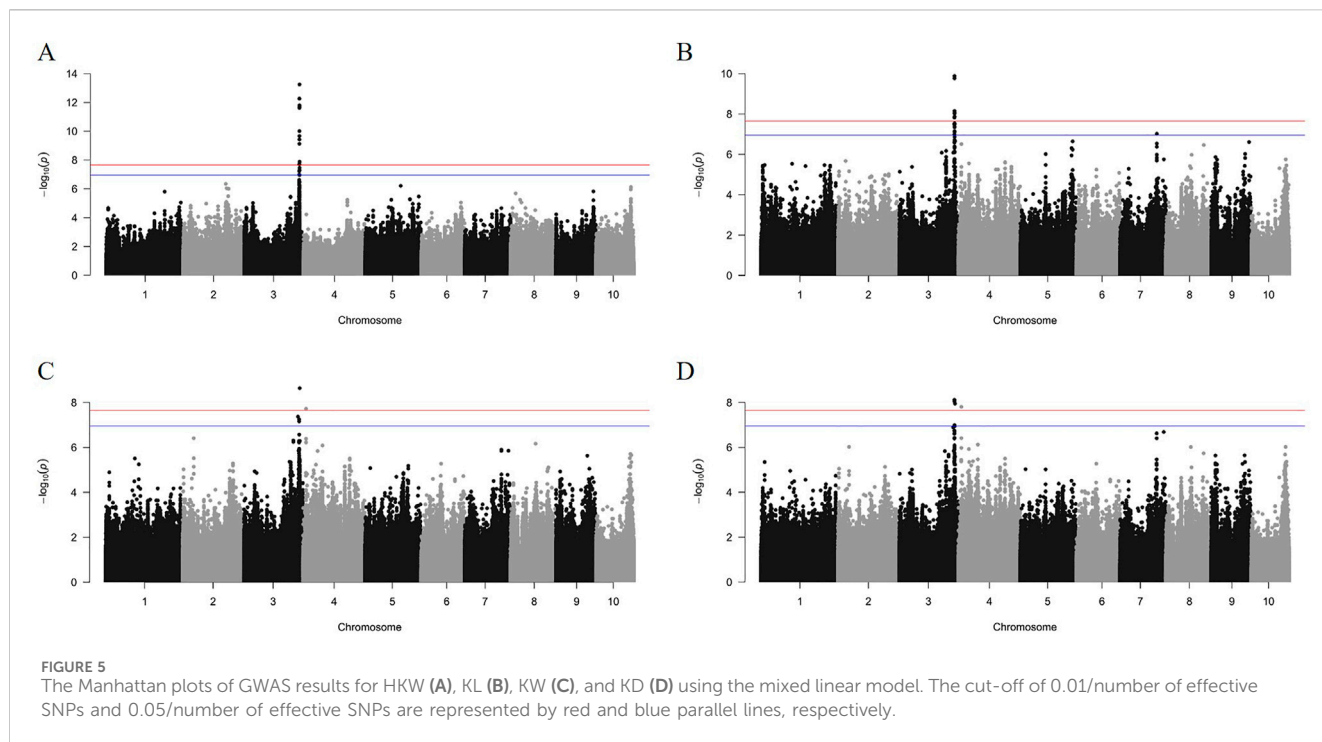 A
14
12
10
8
6
4
2
0
−log10(p)
1 2 3 4 5 6 7 8 9 10
Chromosome
B
10
8
6
4
2
0
−log10(p)
1 2 3 4 5 6 7 8 9 10
Chromosome
C
8
6
4
2
0
−log10(p)
1 2 3 4 5 6 7 8 9 10
Chromosome
D
8
6
4
2
0
−log10(p)
1 2 3 4 5 6 7 8 9 10
Chromosome
FIGURE 5
The Manhattan plots of GWAS results for HKW (A), KL (B), KW (C), and KD (D) using the mixed linear model. The cut-off of 0.01/number of effective
SNPs and 0.05/number of effective SNPs are represented by red and blue parallel lines, respectively.